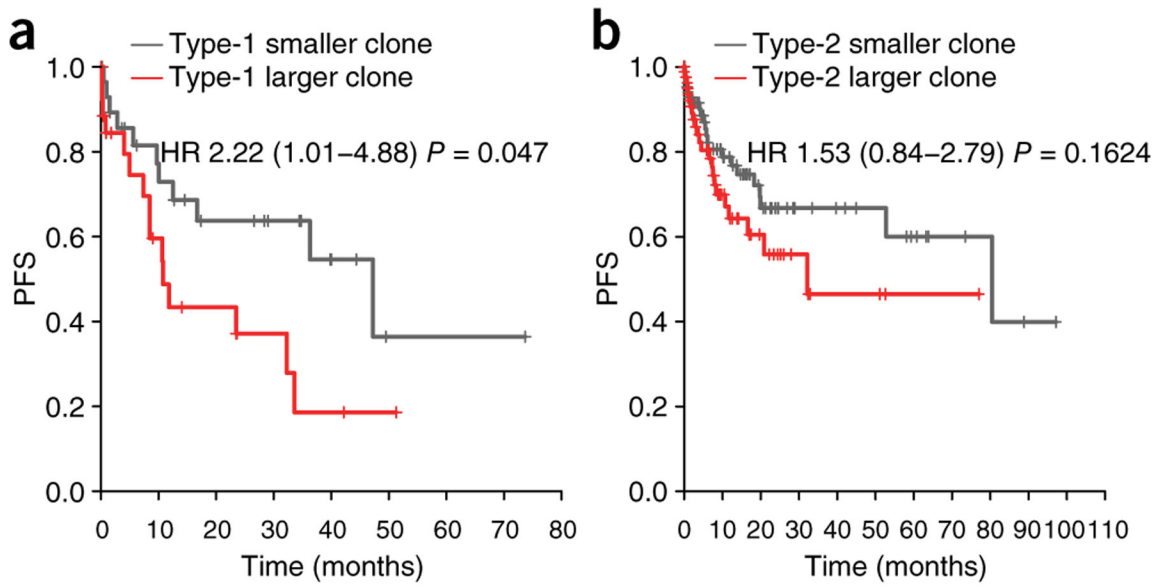 a
Type-1 smaller clone
Type-1 larger clone
HR 2.22 (1.01–4.88) P = 0.047
PFS
1.0
0.8
0.6
0.4
0.2
0.0
0 10 20 30 40 50 60 70 80
Time (months)
b
Type-2 smaller clone
Type-2 larger clone
HR 1.53 (0.84–2.79) P = 0.1624
PFS
1.0
0.8
0.6
0.4
0.2
0.0
0 10 20 30 40 50 60 70 80 90 100 110
Time (months)